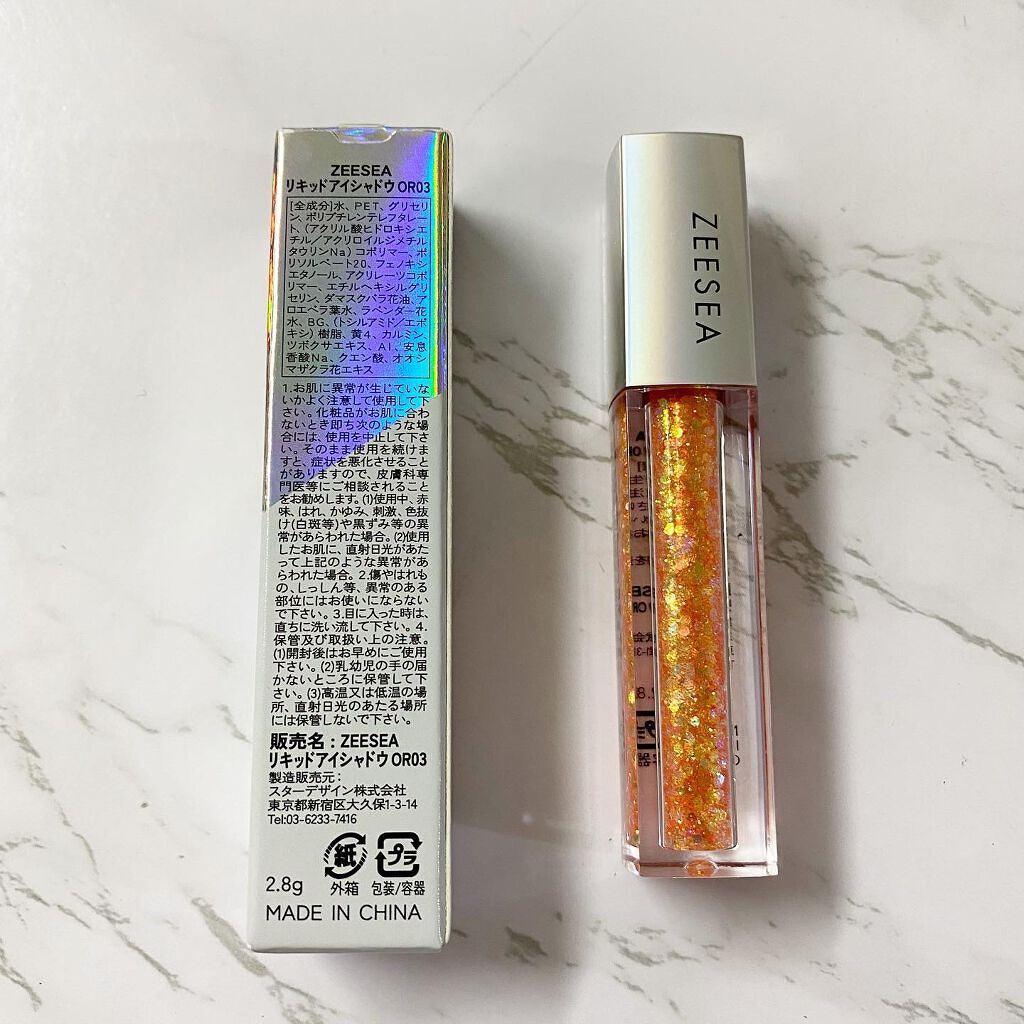 ZEESEA
リキッドアイシャドウ OR03
[全成分]水、PET、グリセリ
ン、ポリブチレンテレフタレー
ト、(アクリル酸ヒドロキシエ
チル/アクリロイルジメチル
タウリンNa)コポリマー、ポ
リソルベート20、フェノキシ
エタノール、アクリレーツコポ
リマー、エチルヘキシルグリ
セリン、ダマスクバラ花油、ア
ロエベラ葉水、ラベンダー花
水、BG、(トシルアミド/エポ
キシ)樹脂、黄4、カルミン、
ツボクサエキス、AI、安息
香酸Na、クエン酸、オオシ
マザクラ花エキス
1.お肌に異常が生じていな
いかよく注意して使用して下
さい。化粧品がお肌に合わ
ないとき即ち次のような場
合には、使用を中止して下さ
い。そのまま使用を続けま
すと、症状を悪化させること
がありますので、皮膚科専
門医等にご相談されること
をお勧めします。(1)使用中、赤
味、はれ、かゆみ、刺激、色抜
け(白斑等)や黒ずみ等の異
常があらわれた場合。(2)使用
したお肌に、直射日光があた
って上記のような異常があ
らわれた場合。2.傷やはれも
の、しっしん等、異常のある
部位にはお使いにならない
で下さい。3.目に入った時は、
直ちに洗い流して下さい。4.
保管及び取扱い上の注意。
(1)開封後はお早めにご使用
下さい。(2)乳幼児の手の届
かないところに保管して下
さい。(3)高温又は低温の場
所、直射日光のあたる場所
には保管しないで下さい。
販売名：ZEESEA
リキッドアイシャドウ OR03
製造販売元：
スターデザイン株式会社
東京都新宿区大久保1-3-14
Tel:03-6233-7416
紙 プラ
2.8g 外箱 包装/容器
MADE IN CHINA
ZEESEA